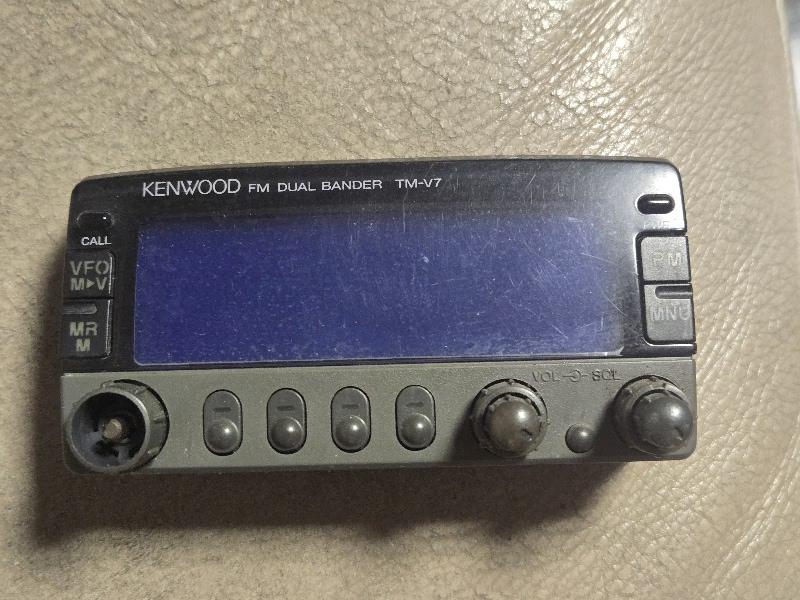 KENWOOD FM DUAL BANDER TM-V7
CALL
VFO
M▶V
MR
M
PM
MNU
VOL SQL